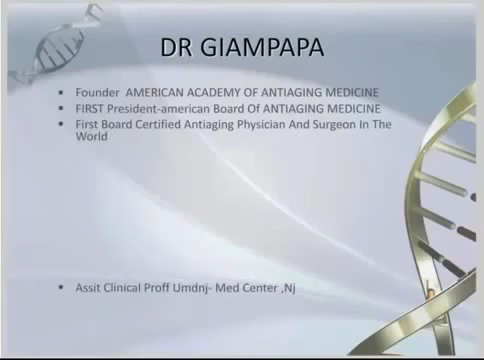 DR GIAMPAPA
▪ Founder AMERICAN ACADEMY OF ANTIAGING MEDICINE
▪ FIRST President-american Board Of ANTIAGING MEDICINE
▪ First Board Certified Antiaging Physician And Surgeon In The
World
▪ Assit Clinical Proff Umdnj- Med Center ,Nj